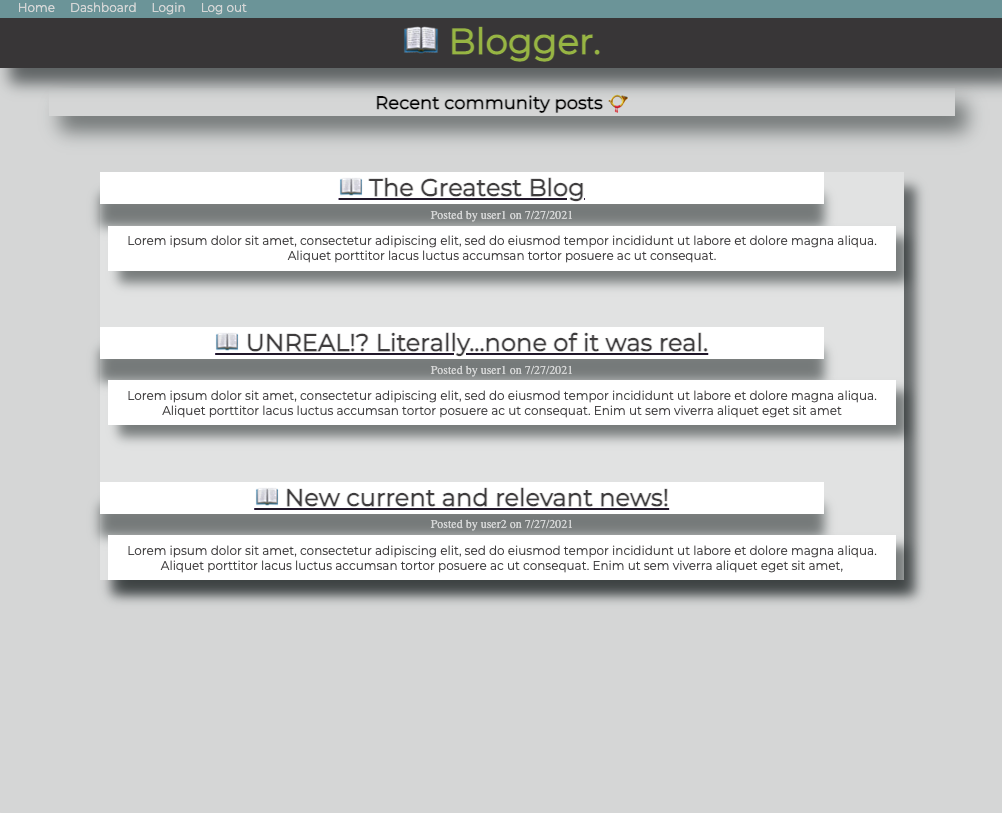 Home Dashboard Login Log out
📖 Blogger.
Recent community posts 📯
📖 The Greatest Blog
Posted by user1 on 7/27/2021
Lorem ipsum dolor sit amet, consectetur adipiscing elit, sed do eiusmod tempor incididunt ut labore et dolore magna aliqua.
Aliquet porttitor lacus luctus accumsan tortor posuere ac ut consequat.
📖 UNREAL!? Literally...none of it was real.
Posted by user1 on 7/27/2021
Lorem ipsum dolor sit amet, consectetur adipiscing elit, sed do eiusmod tempor incididunt ut labore et dolore magna aliqua.
Aliquet porttitor lacus luctus accumsan tortor posuere ac ut consequat. Enim ut sem viverra aliquet eget sit amet
📖 New current and relevant news!
Posted by user2 on 7/27/2021
Lorem ipsum dolor sit amet, consectetur adipiscing elit, sed do eiusmod tempor incididunt ut labore et dolore magna aliqua.
Aliquet porttitor lacus luctus accumsan tortor posuere ac ut consequat. Enim ut sem viverra aliquet eget sit amet,